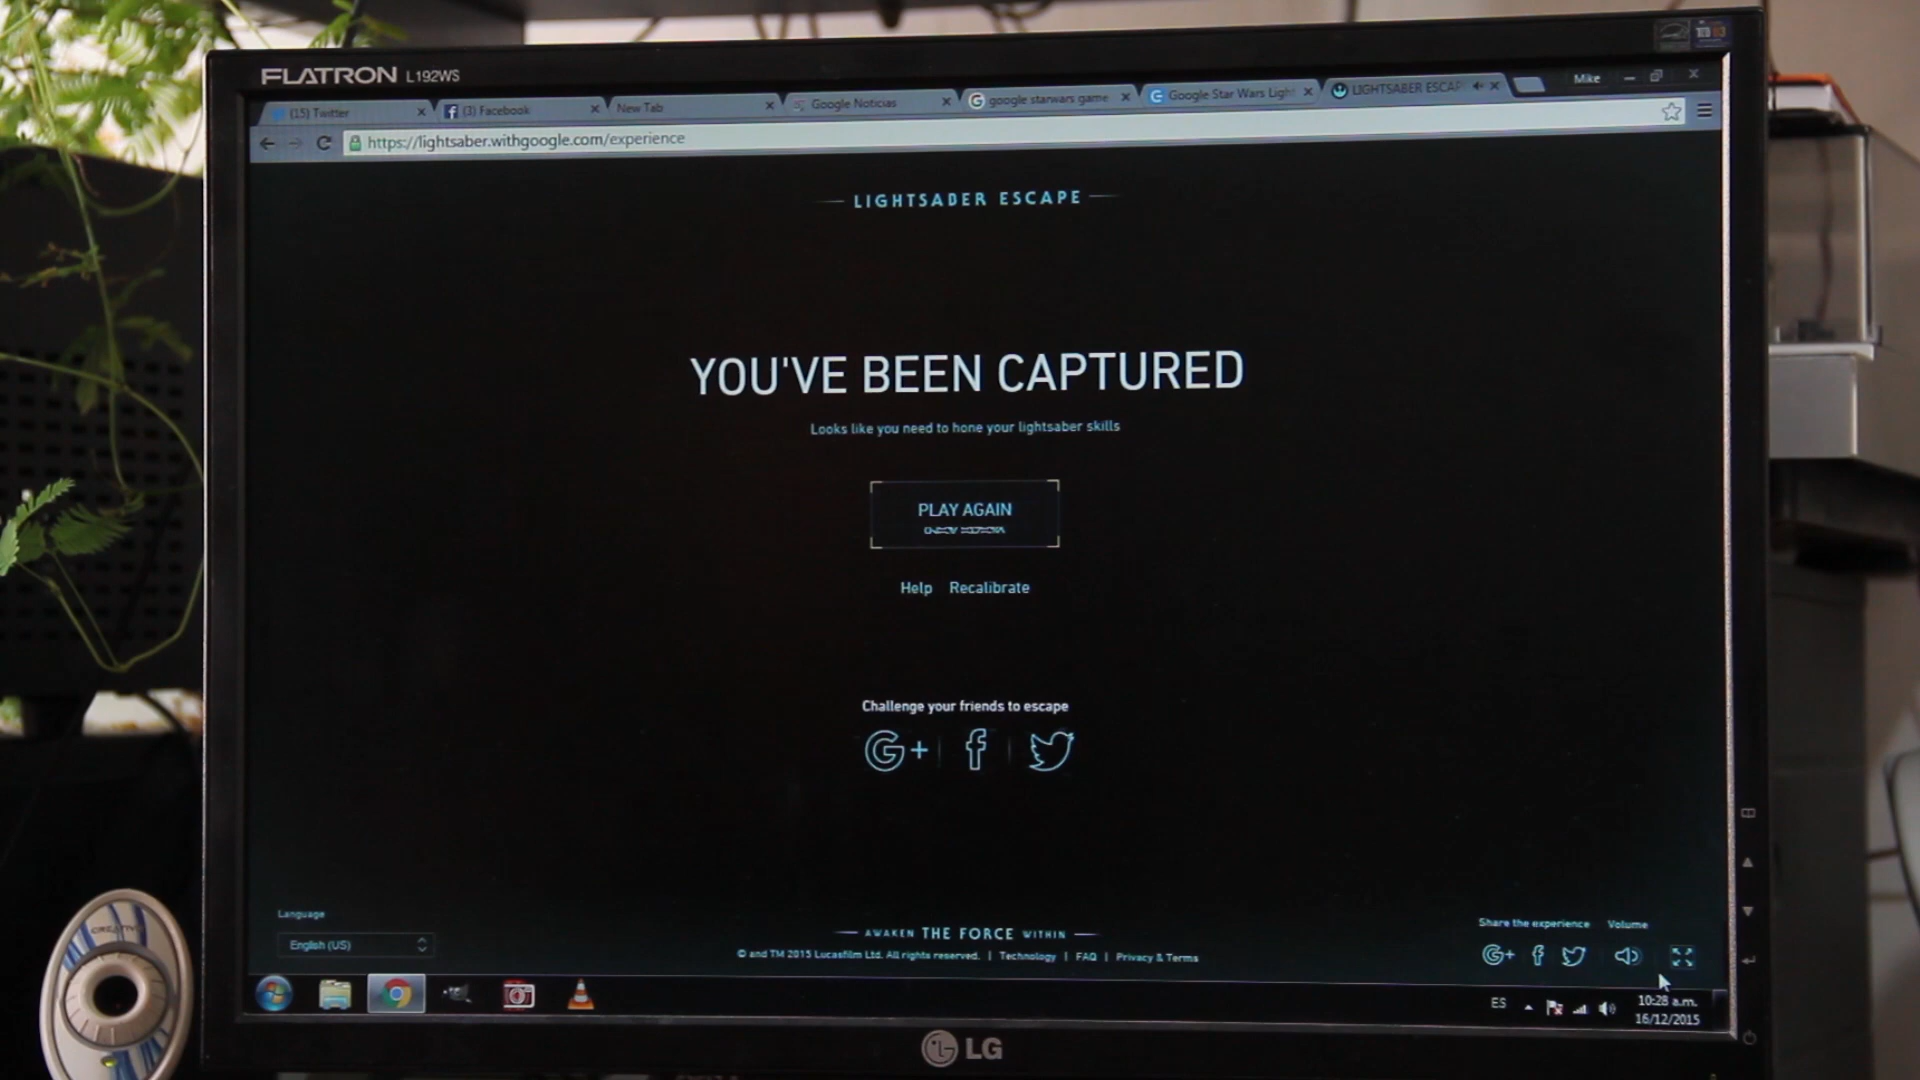 FLATRON L192WS
(15) Twitter
(3) Facebook
New Tab
Google Noticias
google starwars game
Google Star Wars Light
LIGHTSABER ESCAP
Mike
https://lightsaber.withgoogle.com/experience
LIGHTSABER ESCAPE
YOU'VE BEEN CAPTURED
Looks like you need to hone your lightsaber skills
PLAY AGAIN
Help Recalibrate
Challenge your friends to escape
G+ f
Language
English (US)
AWAKEN THE FORCE WITHIN
© and TM 2015 Lucasfilm Ltd. All rights reserved. | Technology | FAQ | Privacy & Terms
Share the experience Volume
G+ f
ES
10:28 a.m.
16/12/2015
LG
CREATIVE